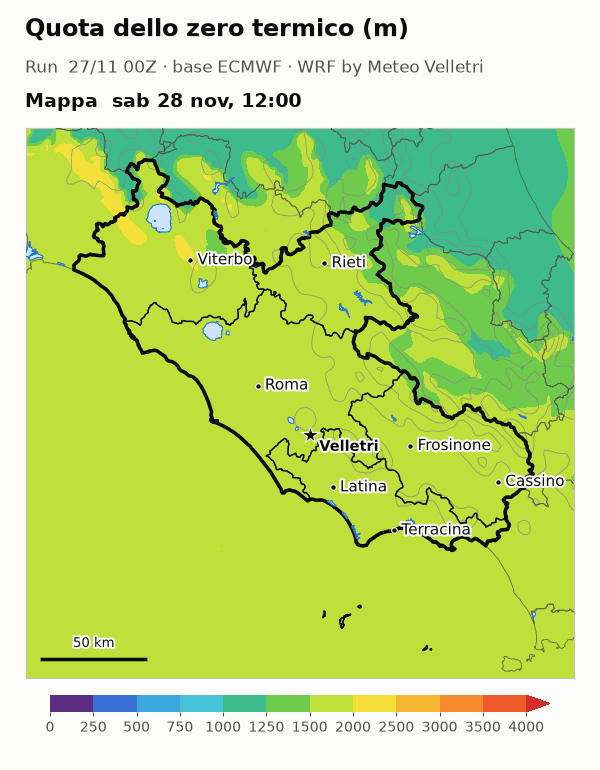 Quota dello zero termico (m)
Run  27/11 00Z · base ECMWF · WRF by Meteo Velletri
Mappa  sab 28 nov, 12:00
Viterbo
Rieti
Roma
Velletri
Frosinone
Cassino
Latina
Terracina
50 km
0 250 500 750 1000 1250 1500 2000 2500 3000 3500 4000